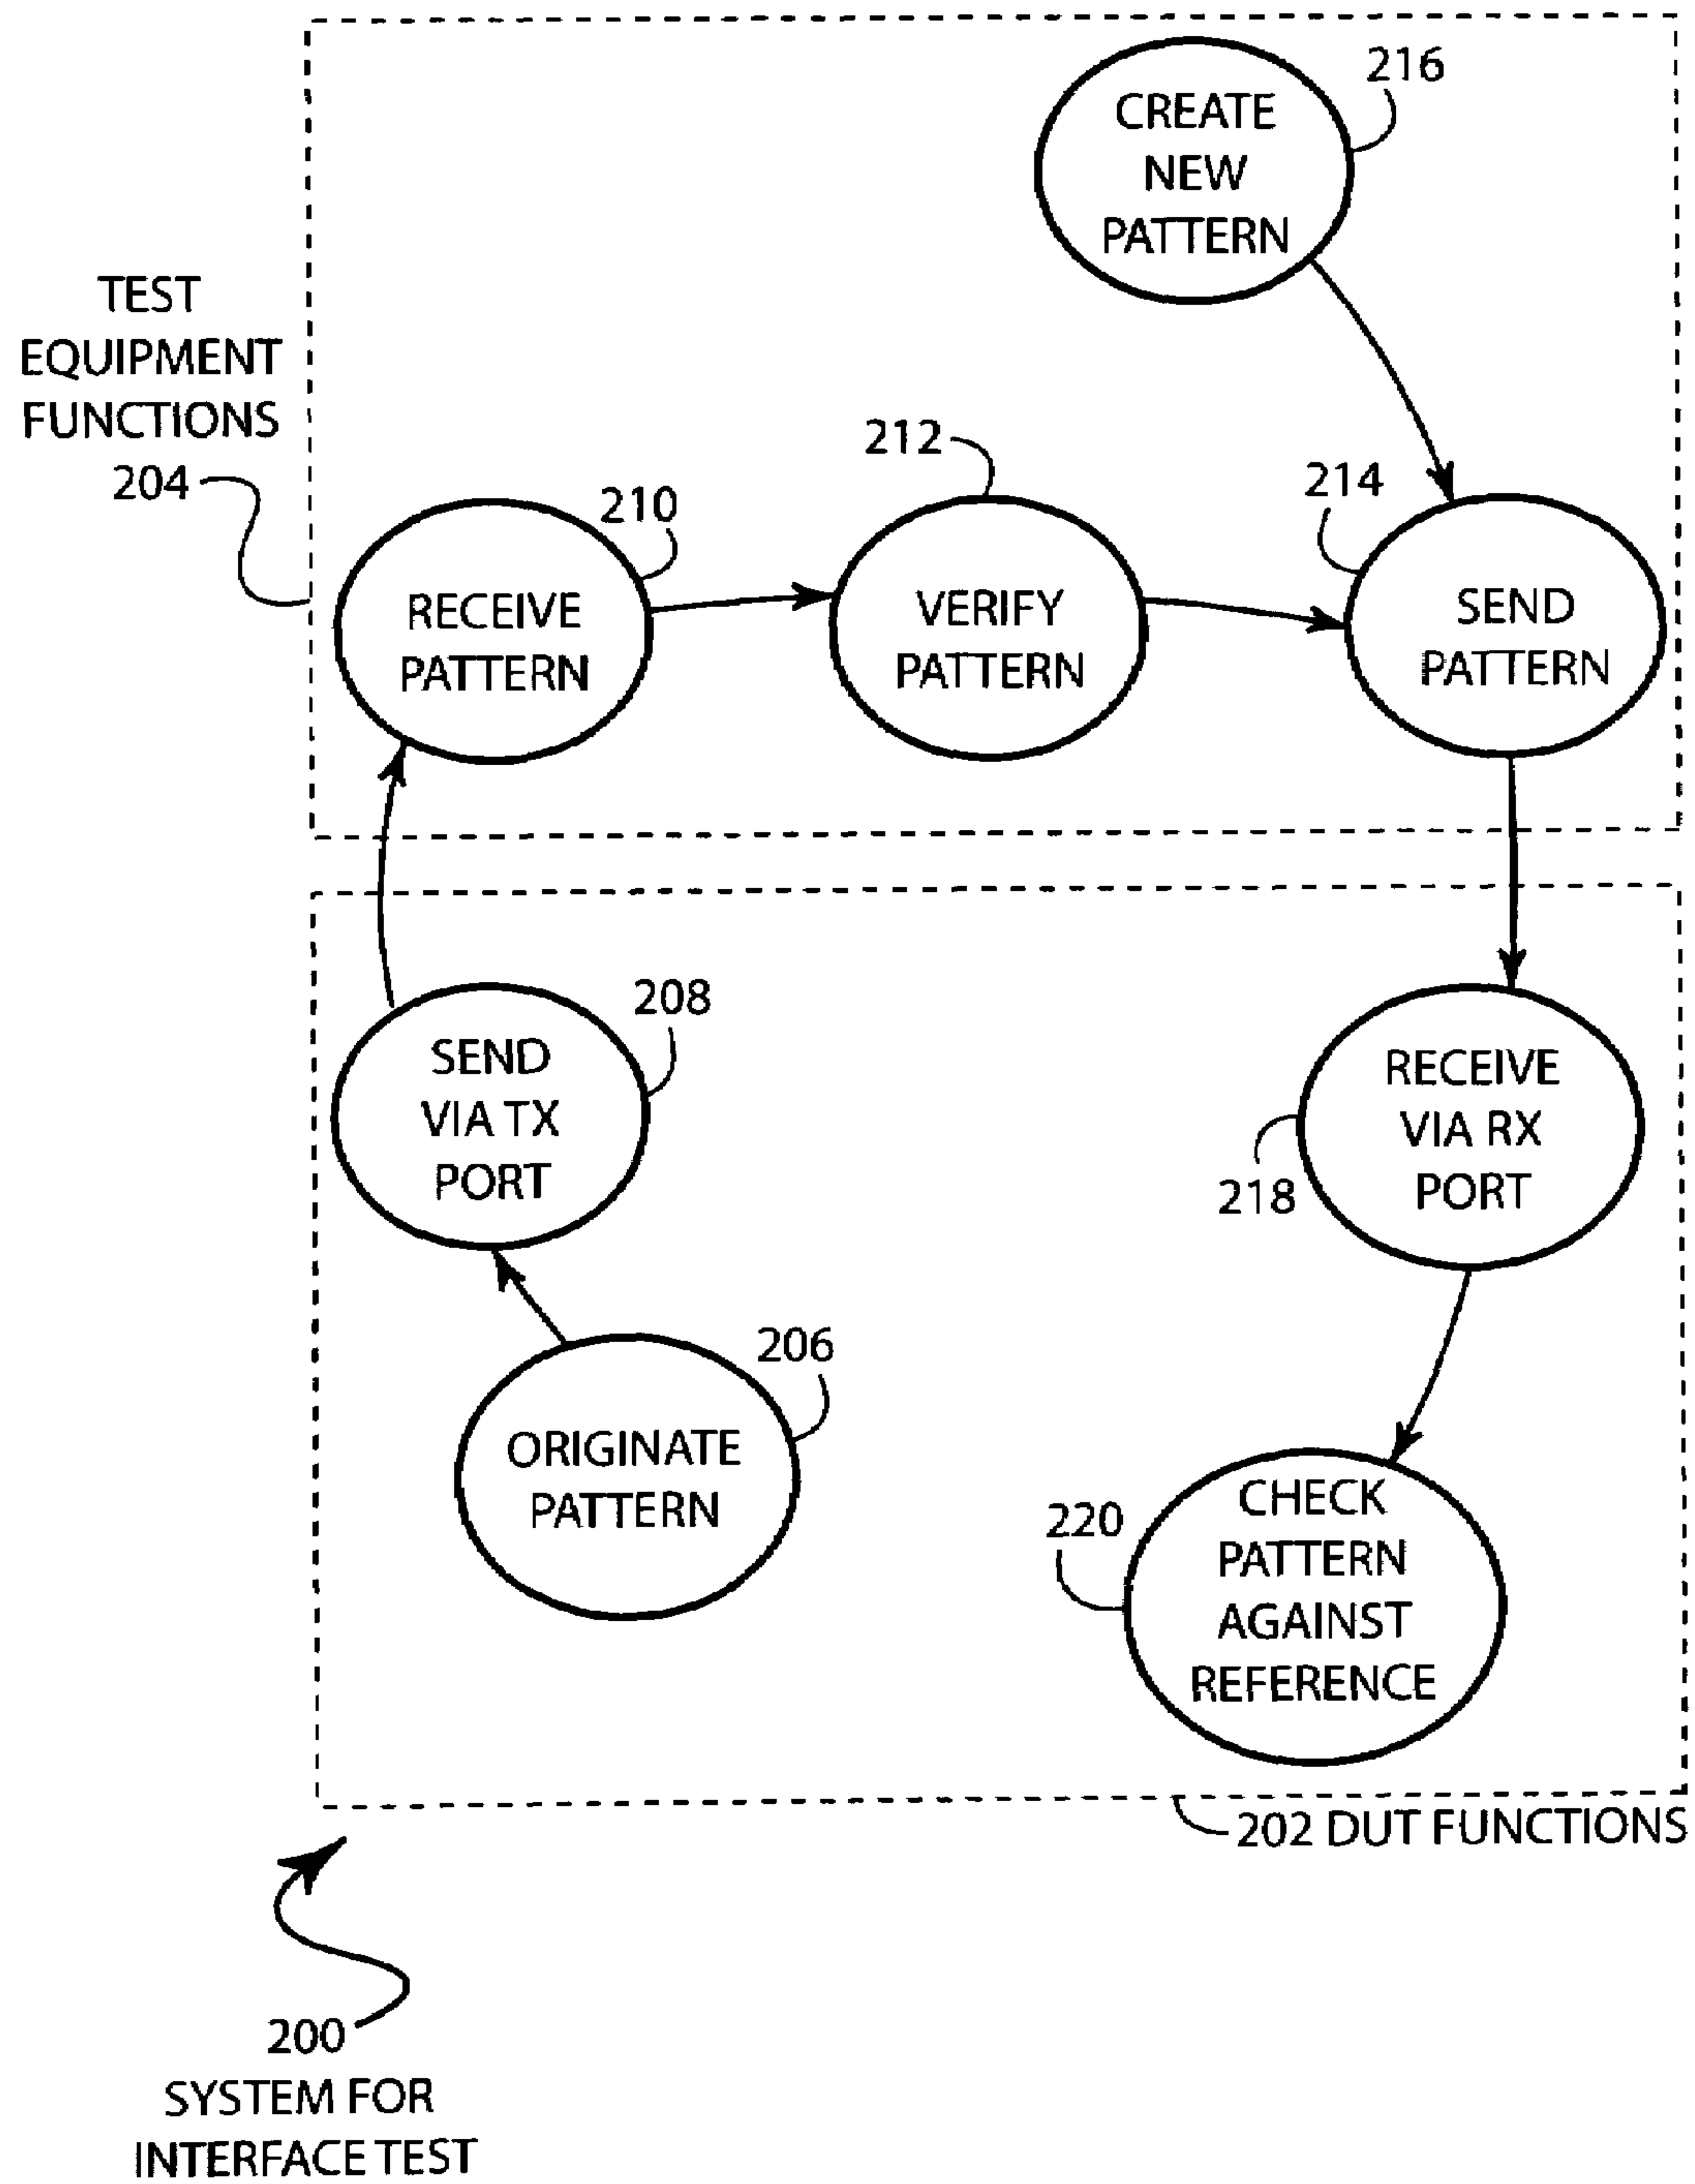 216
CREATE
NEW
PATTERN
TEST
EQUIPMENT
FUNCTIONS
204
212
214
210
RECEIVE
PATTERN
VERIFY
PATTERN
SEND
PATTERN
208
SEND
VIA TX
PORT
RECEIVE
VIA RX
PORT
218
206
ORIGINATE
PATTERN
220
CHECK
PATTERN
AGAINST
REFERENCE
202 DUT FUNCTIONS
200
SYSTEM FOR
INTERFACE TEST